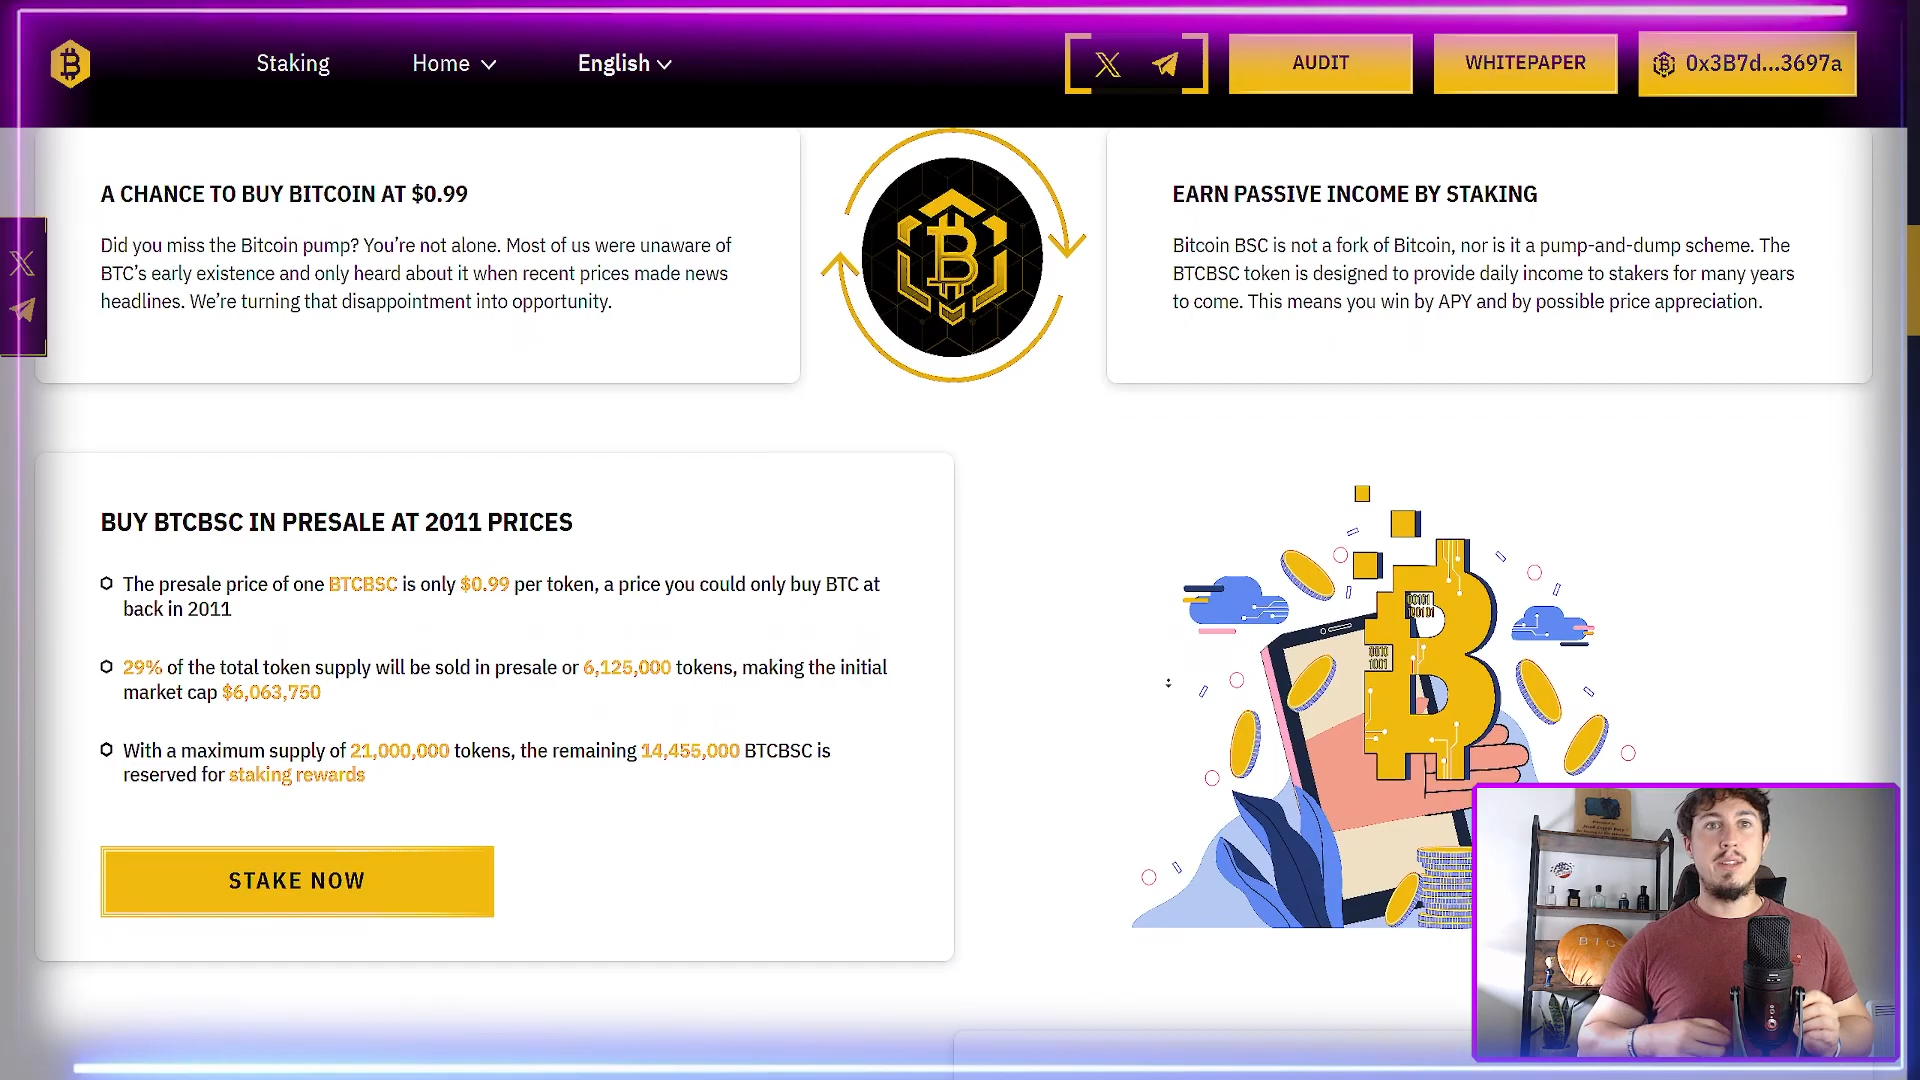 Staking
Home
English
AUDIT
WHITEPAPER
0x3B7d...3697a
A CHANCE TO BUY BITCOIN AT $0.99
Did you miss the Bitcoin pump? You're not alone. Most of us were unaware of
BTC's early existence and only heard about it when recent prices made news
headlines. We're turning that disappointment into opportunity.
EARN PASSIVE INCOME BY STAKING
Bitcoin BSC is not a fork of Bitcoin, nor is it a pump-and-dump scheme. The
BTCBSC token is designed to provide daily income to stakers for many years
to come. This means you win by APY and by possible price appreciation.
BUY BTCBSC IN PRESALE AT 2011 PRICES
The presale price of one BTCBSC is only $0.99 per token, a price you could only buy BTC at
back in 2011
29% of the total token supply will be sold in presale or 6,125,000 tokens, making the initial
market cap $6,063,750
With a maximum supply of 21,000,000 tokens, the remaining 14,455,000 BTCBSC is
reserved for staking rewards
STAKE NOW
0010
1001